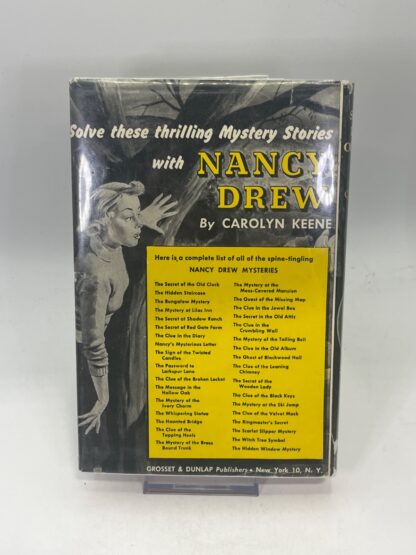 Solve these thrilling Mystery Stories
with NANCY
DREW
By CAROLYN KEENE
Here is a complete list of all of the spine-tingling
NANCY DREW MYSTERIES
The Secret of the Old Clock
The Hidden Staircase
The Bungalow Mystery
The Mystery at Lilac Inn
The Secret at Shadow Ranch
The Secret of Red Gate Farm
The Clue in the Diary
Nancy's Mysterious Letter
The Sign of the Twisted
Candles
The Password to
Larkspur Lane
The Clue of the Broken Locket
The Message in the
Hollow Oak
The Mystery of the
Ivory Charm
The Whispering Statue
The Haunted Bridge
The Clue of the
Tapping Heels
The Mystery of the Brass
Bound Trunk
The Mystery at the
Moss-Covered Mansion
The Quest of the Missing Map
The Clue in the Jewel Box
The Secret in the Old Attic
The Clue in the
Crumbling Wall
The Mystery of the Tolling Bell
The Clue in the Old Album
The Ghost of Blackwood Hall
The Clue of the Leaning
Chimney
The Secret of the
Wooden Lady
The Clue of the Black Keys
The Mystery at the Ski Jump
The Clue of the Velvet Mask
The Ringmaster's Secret
The Scarlet Slipper Mystery
The Witch Tree Symbol
The Hidden Window Mystery
GROSSET & DUNLAP Publishers • New York 10, N. Y.